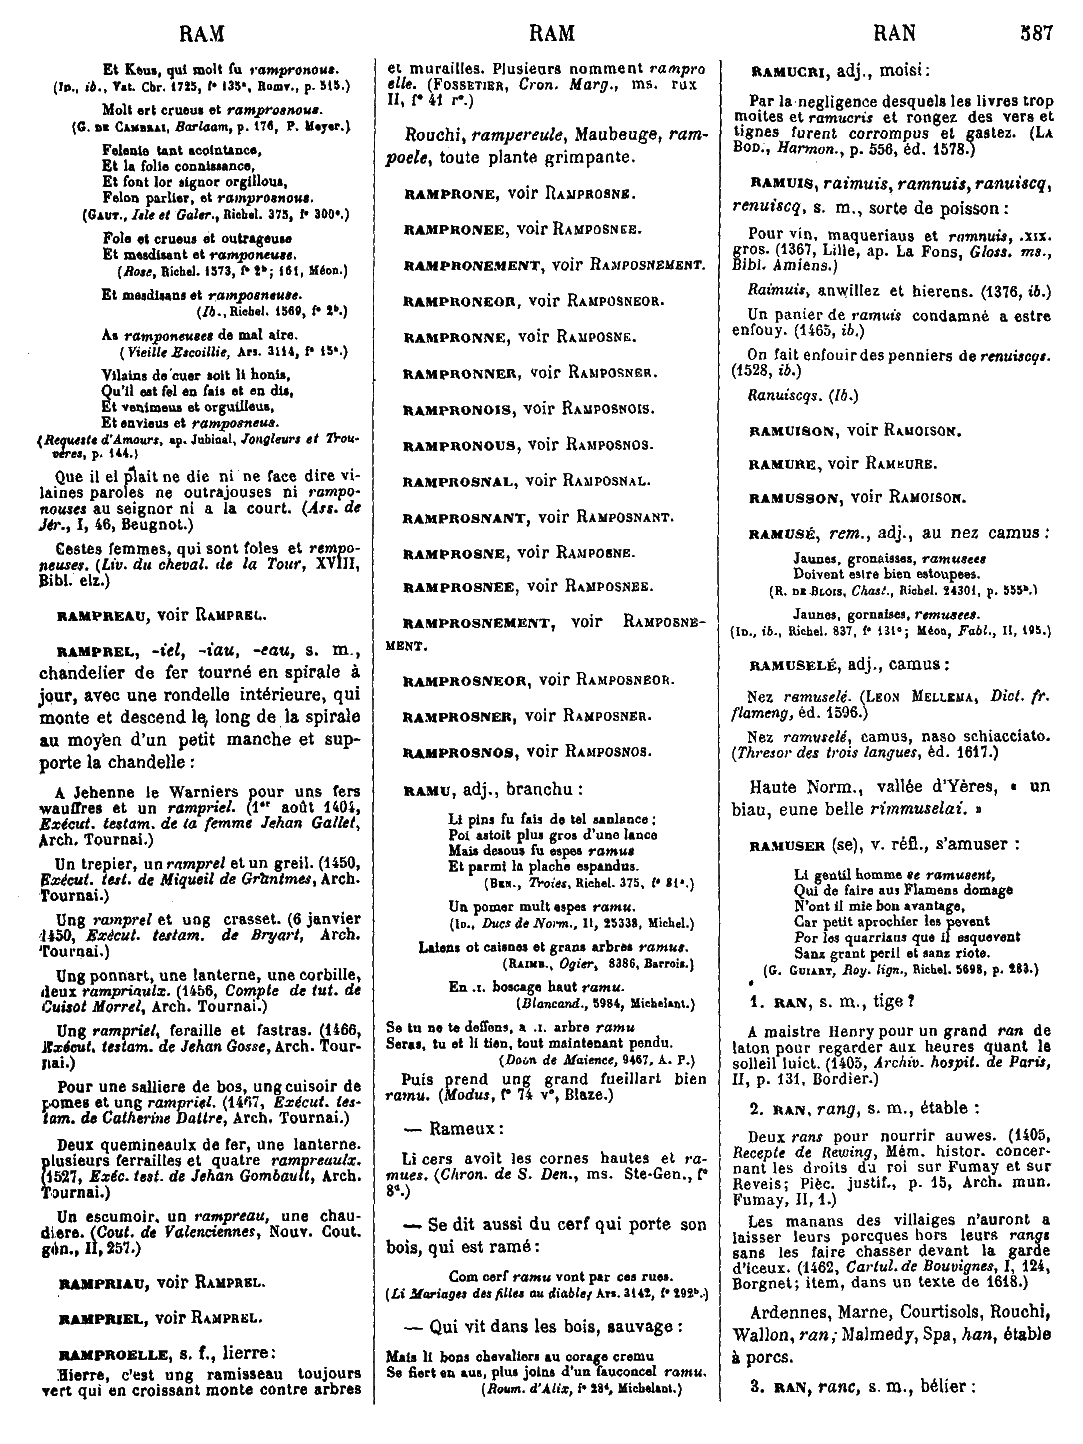 RAM
RAM
RAN
587
Et Keus, qui molt fu rampronous.
(ID., ib., Vat. Chr. 1725, f° 135ª, Romv., p. 515.)
Molt ert crueus et ramprosnous.
(G. DE CAMBRAI, Barlaam, p. 176, P. Meyer.)
Felenie tant acointance,
Et la folie connaissance,
Et font lor signor orgillous,
Felon parlier, et ramprosnous.
(GAUT., Isle et Galer., Richel. 375, f° 300ª.)
Fole et crueus et outrageuse
Et mesdisant et ramponeuse.
(Rose, Richel. 1573, f° 2ᵇ; 161, Méon.)
Et mesdisans et ramposneuse.
(Ib., Richel. 1569, f° 2ᵇ.)
As ramponeuses de mal aire.
(Vieille Escoillie, Ars. 3114, f° 15ª.)
Vilains de cuer soit li honis,
Qu'il est fel en fais et en dis,
Et venimeus et orguilleus,
Et envieus et ramposneus.
(Requeste d'Amours, ap. Jubinal, Jongleurs et Trou-
vères, p. 144.)
Que il el plait ne die ni ne face dire vi-
laines paroles ne outrajouses ni rampo-
nouses au seignor ni a la court. (Ass. de
Jér., I, 46, Beugnot.)
Cestes femmes, qui sont foles et rempo-
neuses. (Liv. du cheval. de la Tour, XVIII,
Bibl. elz.)
RAMPREAU, voir RAMPREL.
RAMPREL, -iel, -iau, -eau, s. m.,
chandelier de fer tourné en spirale à
jour, avec une rondelle intérieure, qui
monte et descend le, long de la spirale
au moyen d'un petit manche et sup-
porte la chandelle :
A Jehenne le Warniers pour uns fers
wauffres et un rampriel. (1ᵉʳ août 1404,
Exécut. testam. de la femme Jehan Gallet,
Arch. Tournai.)
Un trepier, un ramprel et un greil. (1450,
Exécut. test. de Miqueil de Grantmes, Arch.
Tournai.)
Ung ramprel et ung crasset. (6 janvier
1450, Exécut. testam. de Bryart, Arch.
Tournai.)
Ung ponnart, une lanterne, une corbille,
deux rampriaulx. (1456, Compte de tut. de
Cuisot Morrel, Arch. Tournai.)
Ung rampriel, feraille et fastras. (1466,
Exécut. testam. de Jehan Gosse, Arch. Tour-
nai.)
Pour une salliere de bos, ung cuisoir de
pomes et ung rampriel. (1467, Exécut. tes-
tam. de Catherine Dattre, Arch. Tournai.)
Deux quemineaulx de fer, une lanterne.
plusieurs ferrailles et quatre rampreaulx.
(1527, Exéc. test. de Jehan Gombault, Arch.
Tournai.)
Un escumoir, un rampreau, une chau-
diere. (Cout. de Valenciennes, Nouv. Cout.
gén., II, 257.)
RAMPRIAU, voir RAMPREL.
RAMPRIEL, voir RAMPREL.
RAMPROELLE, s. f., lierre :
Hierre, c'est ung ramisseau toujours
vert qui en croissant monte contre arbres
et murailles. Plusieurs nomment rampro
elle. (FOSSETIER, Cron. Marg., ms. rux
II, f° 41 r°.)
Rouchi, rampereule, Maubeuge, ram-
poele, toute plante grimpante.
RAMPRONE, voir RAMPROSNE.
RAMPRONEE, voir RAMPOSNEE.
RAMPRONEMENT, voir RAMPOSNEMENT.
RAMPRONEOR, voir RAMPOSNEOR.
RAMPRONNE, voir RAMPOSNE.
RAMPRONNER, voir RAMPOSNER.
RAMPRONOIS, voir RAMPOSNOIS.
RAMPRONOUS, voir RAMPOSNOS.
RAMPROSNAL, voir RAMPOSNAL.
RAMPROSNANT, voir RAMPOSNANT.
RAMPROSNE, voir RAMPOSNE.
RAMPROSNEE, voir RAMPOSNEE.
RAMPROSNEMENT, voir RAMPOSNE-
MENT.
RAMPROSNEOR, voir RAMPOSNEOR.
RAMPROSNER, voir RAMPOSNER.
RAMPROSNOS, voir RAMPOSNOS.
RAMU, adj., branchu :
Li pins fu fais de tel sanlance ;
Poi astoit plus gros d'une lance
Mais desous fu espes ramus
Et parmi la plache espandus.
(BEN., Troies, Richel. 375, f° 81ª.)
Un pomer mult espes ramu.
(ID., Ducs de Norm., II, 25338, Michel.)
Laiens ot caisnes et grans arbres ramus.
(RAIMB., Ogier, 8386, Barrois.)
En .I. boscage haut ramu.
(Blancand., 5984, Michelant.)
Se tu ne te deffens, a .I. arbre ramu
Seras, tu et li tien, tout maintenant pendu.
(Doon de Maience, 9467, A. P.)
Puis prend ung grand fueillart bien
ramu. (Modus, f° 74 v°, Blaze.)
— Rameux :
Li cers avoit les cornes hautes et ra-
mues. (Chron. de S. Den., ms. Ste-Gen., f°
8ᵈ.)
— Se dit aussi du cerf qui porte son
bois, qui est ramé :
Com cerf ramu vont par ces rues.
(Li Mariages des filles au diable, Ars. 3142, f° 292ᵇ.)
— Qui vit dans les bois, sauvage :
Mais li bons chevaliers au corage cremu
Se fiert en aus, plus joins d'un fauconcel ramu.
(Roum. d'Alix, f° 28ᵈ, Michelant.)
RAMUCRI, adj., moisi :
Par la negligence desquels les livres trop
moites et ramucris et rongez des vers et
tignes furent corrompus et gastez. (LA
BOD., Harmon., p. 556, éd. 1578.)
RAMUIS, raimuis, ramnuis, ranuiscq,
renuiscq, s. m., sorte de poisson :
Pour vin, maqueriaus et ramnuis, .XIX.
gros. (1367, Lille, ap. La Fons, Gloss. ms.,
Bibl. Amiens.)
Raimuis, anwillez et hierens. (1376, ib.)
Un panier de ramuis condamné a estre
enfouy. (1465, ib.)
On fait enfouir des penniers de renuiscqs.
(1528, ib.)
Ranuiscqs. (Ib.)
RAMUISON, voir RAMOISON.
RAMURE, voir RAMEURE.
RAMUSSON, voir RAMOISON.
RAMUSÉ, rem., adj., au nez camus :
Jaunes, gronaisses, ramusees
Doivent estre bien estoupees.
(R. DE BLOIS, Chast., Richel. 24301, p. 555ᵇ.)
Jaunes, gornaises, remusees.
(ID., ib., Richel. 837, f° 131ᶜ; Méon, Fabl., II, 195.)
RAMUSELÉ, adj., camus :
Nez ramuselé. (LEON MELLEMA, Dict. fr.
flameng, éd. 1596.)
Nez ramuselé, camus, naso schiacciato.
(Thresor des trois langues, éd. 1617.)
Haute Norm., vallée d'Yères, « un
biau, eune belle rimmuselai. »
RAMUSER (se), v. réfl., s'amuser :
Li gentil homme se ramusent,
Qui de faire aus Flamens domage
N'ont il mie bon avantage,
Car petit aprochier les pevent
Por les quarriaus que il esquevent
Sanz grant peril et sanz riote.
(G. GUIART, Roy. lign., Richel. 5698, p. 283.)
1. RAN, s. m., tige ?
A maistre Henry pour un grand ran de
laton pour regarder aux heures quant le
solleil luict. (1405, Archiv. hospit. de Paris,
II, p. 131, Bordier.)
2. RAN, rang, s. m., étable :
Deux rans pour nourrir auwes. (1405,
Recepte de Rewing, Mém. histor. concer-
nant les droits du roi sur Fumay et sur
Reveis; Pièc. justif., p. 15, Arch. mun.
Fumay, II, 1.)
Les manans des villaiges n'auront a
laisser leurs porcques hors leurs rangs
sans les faire chasser devant la garde
d'iceux. (1462, Cartul. de Bouvignes, I, 124,
Borgnet; item, dans un texte de 1618.)
Ardennes, Marne, Courtisols, Rouchi,
Wallon, ran; Malmedy, Spa, han, étable
à porcs.
3. RAN, ranc, s. m., bélier :